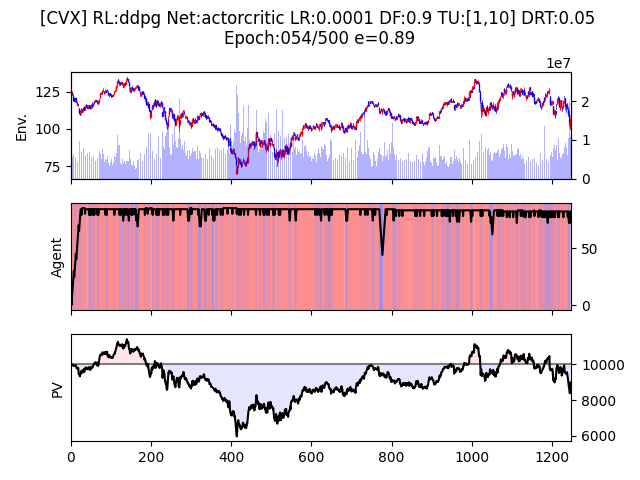 [CVX] RL:ddpg Net:actorcritic LR:0.0001 DF:0.9 TU:[1,10] DRT:0.05
Epoch:054/500 e=0.89
1e7
125
100
75
Env.
2
1
0
Agent
50
0
PV
10000
8000
6000
0 200 400 600 800 1000 1200